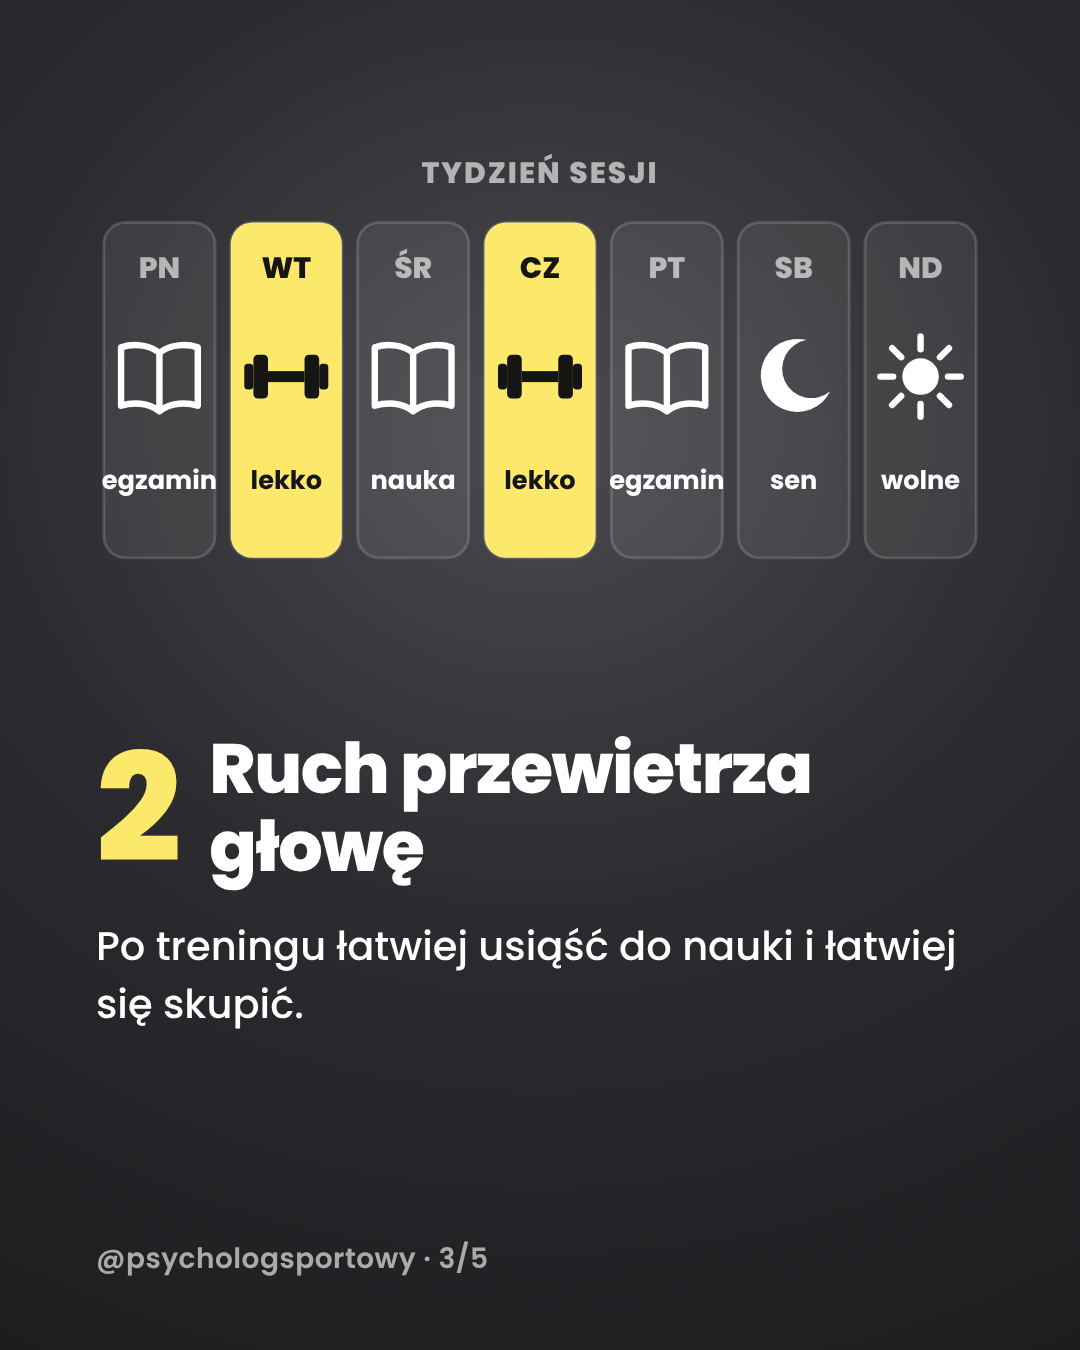 TYDZIEŃ SESJI
PN WT ŚR CZ PT SB ND
egzamin lekko nauka lekko egzamin sen wolne
2 Ruch przewietrza
głowę
Po treningu łatwiej usiąść do nauki i łatwiej
się skupić.
@psychologsportowy · 3/5